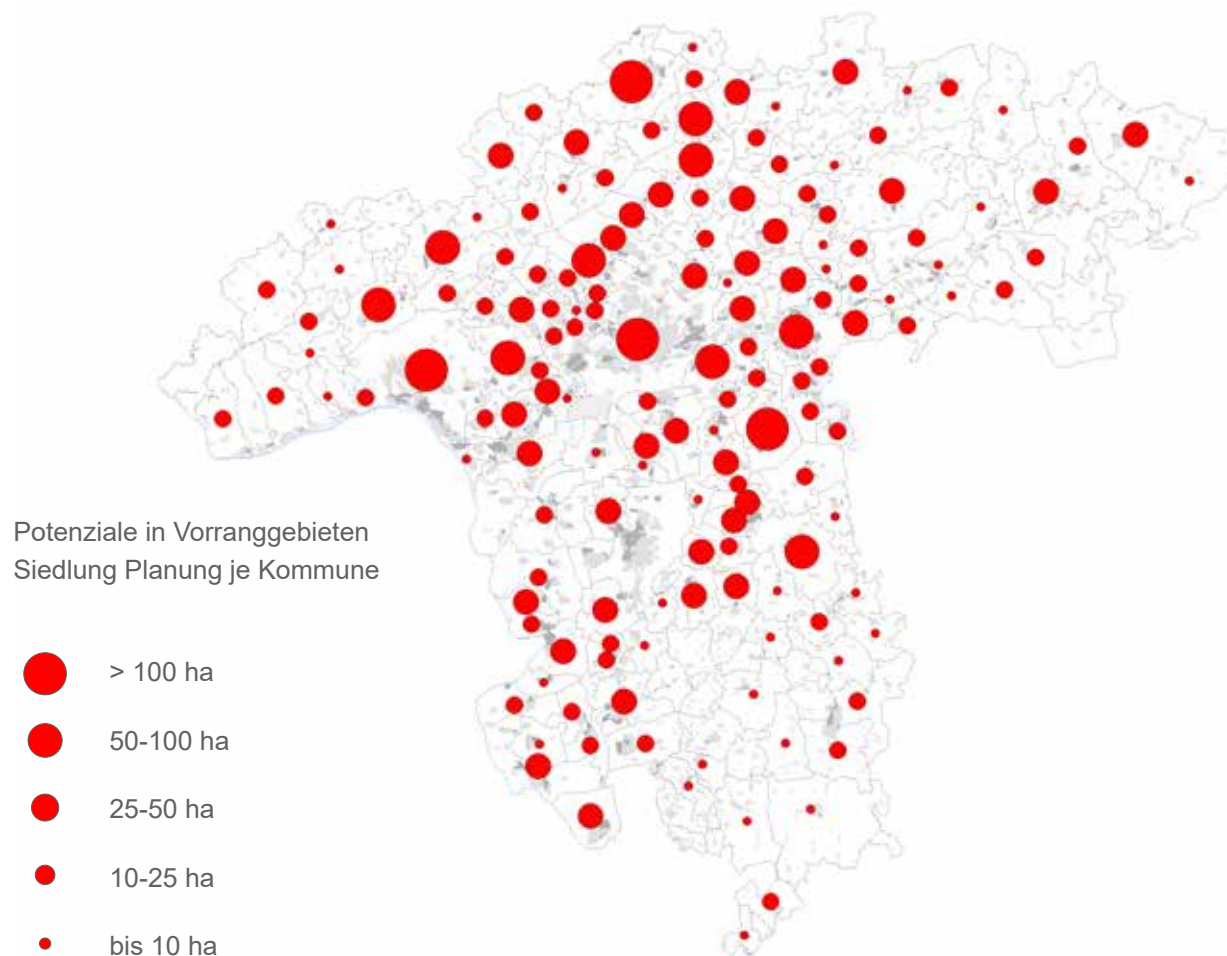 Potenziale in Vorranggebieten
Siedlung Planung je Kommune
> 100 ha
50-100 ha
25-50 ha
10-25 ha
bis 10 ha